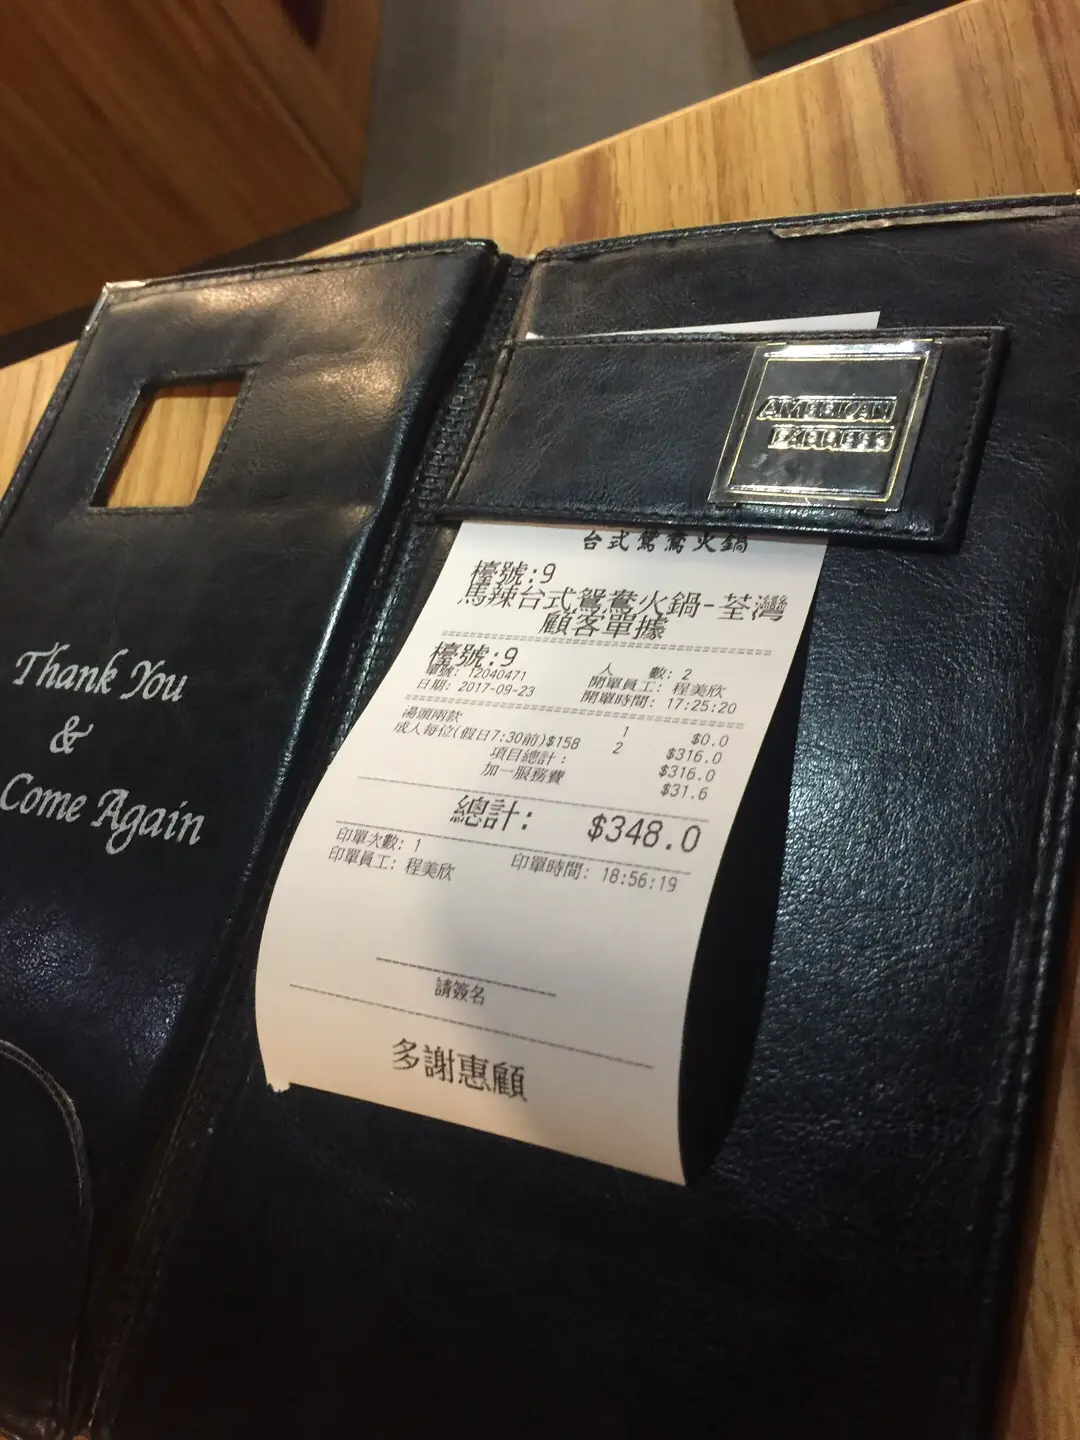 Thank You
&
Come Again
AMERICAN
EXPRESS
台式鴛鴦火鍋
檯號:9
馬辣台式鴛鴦火鍋-荃灣
顧客單據
檯號:9 人 數: 2
單號: 12040471 開單員工: 程美欣
日期: 2017-09-23 開單時間: 17:25:20
湯頭兩款 1 $0.0
成人每位(假日7:30前)$158 2 $316.0
項目總計: $316.0
加一服務費 $31.6
總計: $348.0
印單次數: 1 印單時間: 18:56:19
印單員工: 程美欣
請簽名
多謝惠顧